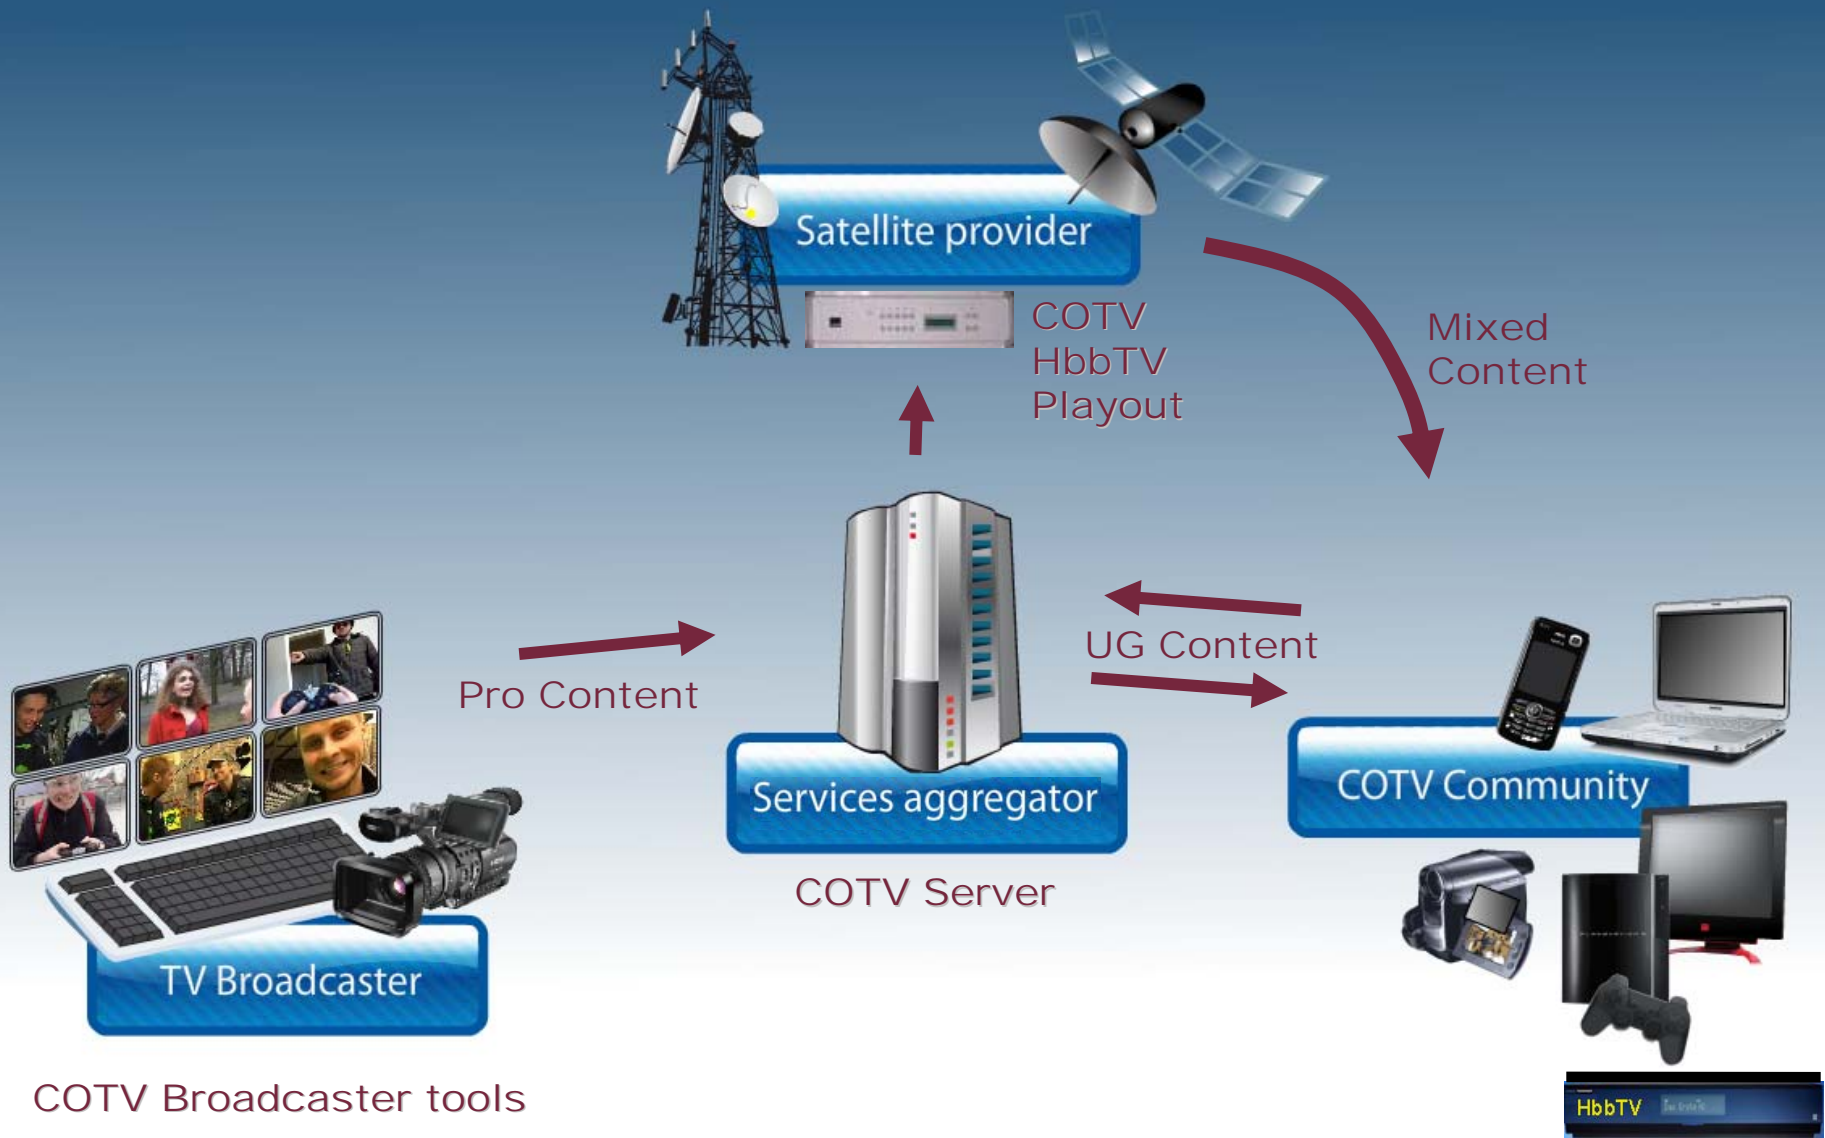 Satellite provider
COTV
HbbTV
Playout
Mixed
Content
UG Content
Pro Content
Services aggregator
COTV Community
COTV Server
TV Broadcaster
COTV Broadcaster tools
HbbTV